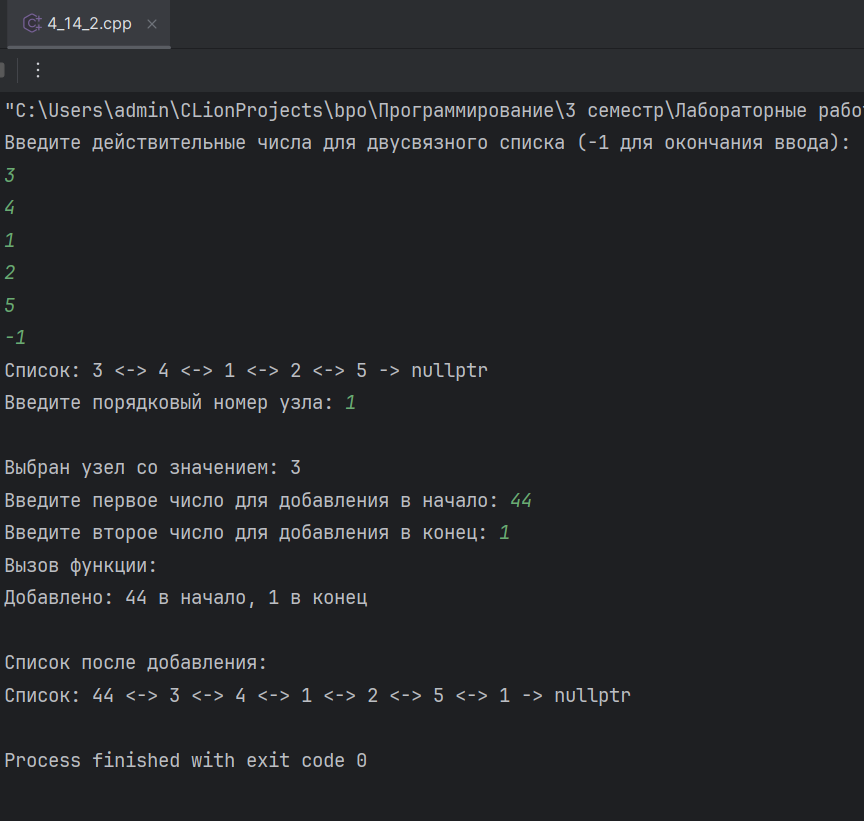 4_14_2.cpp
"C:\Users\admin\CLionProjects\bpo\Программирование\3 семестр\Лабораторные рабо
Введите действительные числа для двусвязного списка (-1 для окончания ввода):
3
4
1
2
5
-1
Список: 3 <-> 4 <-> 1 <-> 2 <-> 5 -> nullptr
Введите порядковый номер узла: 1
Выбран узел со значением: 3
Введите первое число для добавления в начало: 44
Введите второе число для добавления в конец: 1
Вызов функции:
Добавлено: 44 в начало, 1 в конец
Список после добавления:
Список: 44 <-> 3 <-> 4 <-> 1 <-> 2 <-> 5 <-> 1 -> nullptr
Process finished with exit code 0